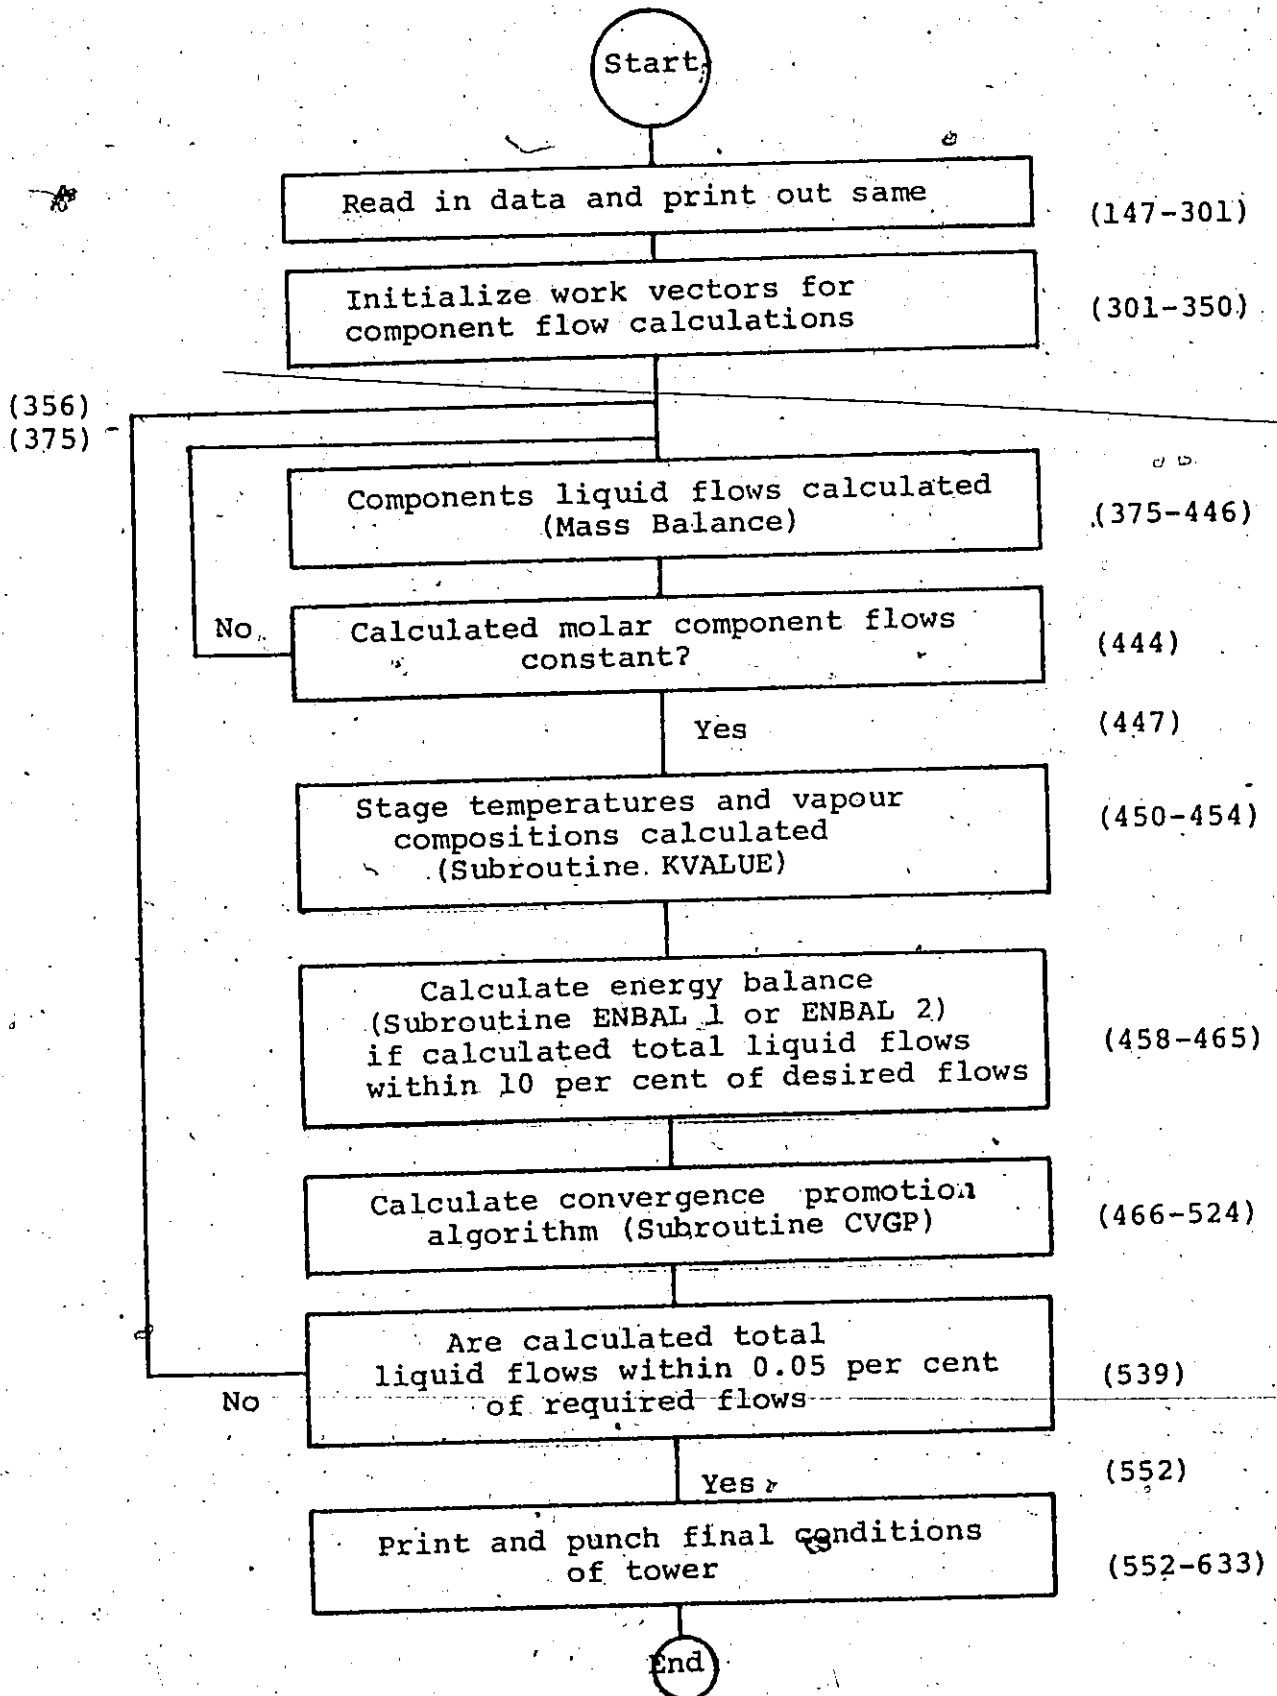 Start
Read in data and print out same
(147-301)
Initialize work vectors for
component flow calculations
(301-350)
(356)
(375)
Components liquid flows calculated
(Mass Balance)
(375-446)
No
Calculated molar component flows
constant?
(444)
Yes
(447)
Stage temperatures and vapour
compositions calculated
(Subroutine KVALUE)
(450-454)
Calculate energy balance
(Subroutine ENBAL 1 or ENBAL 2)
if calculated total liquid flows
within 10 per cent of desired flows
(458-465)
Calculate convergence promotion
algorithm (Subroutine CVGP)
(466-524)
Are calculated total
liquid flows within 0.05 per cent
of required flows
(539)
No
Yes
(552)
Print and punch final conditions
of tower
(552-633)
End